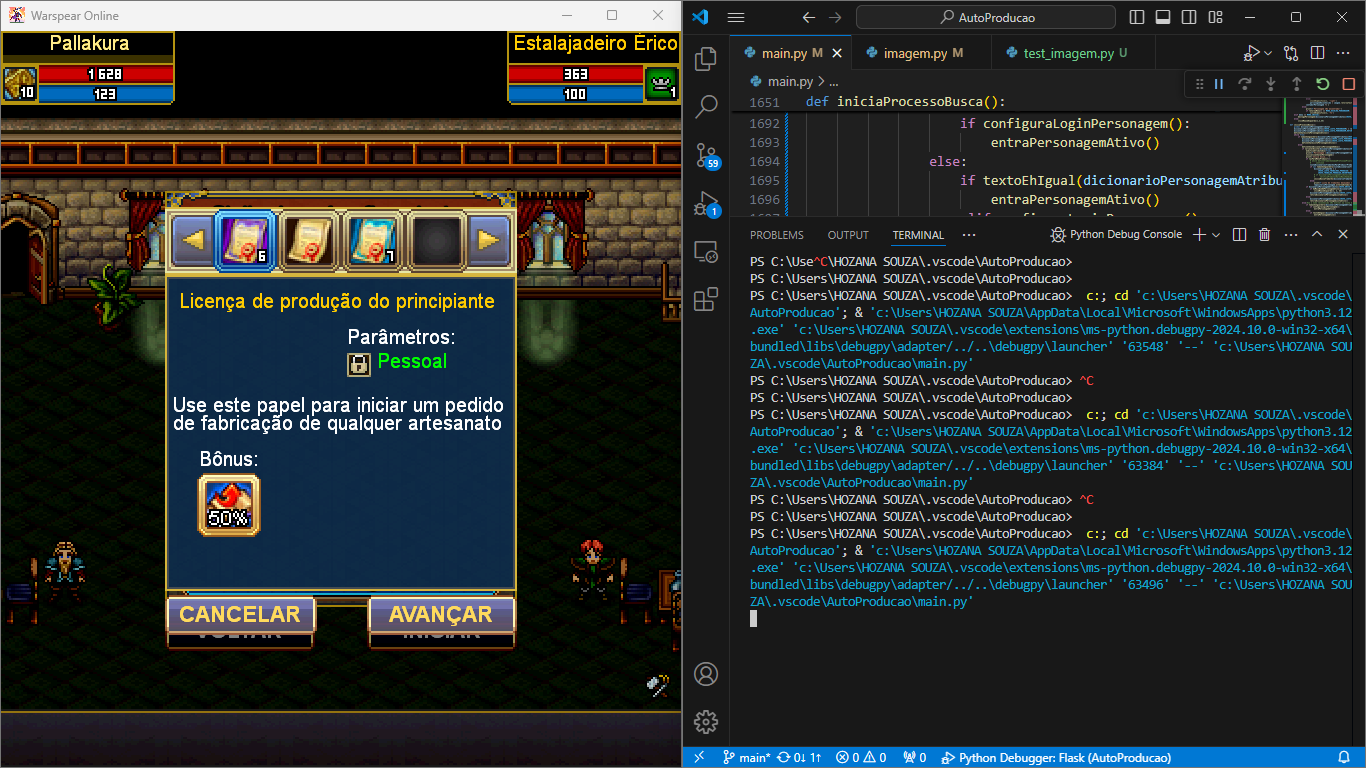 Warspear Online
Pallakura
1 628
123
10
Estalajadeiro Érico
363
100
1
6
7
Licença de produção do principiante
Parâmetros:
Pessoal
Use este papel para iniciar um pedido
de fabricação de qualquer artesanato
Bônus:
50%
CANCELAR
AVANÇAR
VOLTAR
INICIAR
AutoProducao
main.py M
imagem.py M
test_imagem.py U
main.py > ...
1651 def iniciaProcessoBusca():
1692 if configuraLoginPersonagem():
1693 entraPersonagemAtivo()
1694 else:
1695 if textoEhIgual(dicionarioPersonagemAtribu
1696 entraPersonagemAtivo()
59
1
PROBLEMS OUTPUT TERMINAL ... Python Debug Console
PS C:\Use^C\HOZANA SOUZA\.vscode\AutoProducao>
PS C:\Users\HOZANA SOUZA\.vscode\AutoProducao>
PS C:\Users\HOZANA SOUZA\.vscode\AutoProducao>  c:; cd 'c:\Users\HOZANA SOUZA\.vscode\
AutoProducao'; & 'c:\Users\HOZANA SOUZA\AppData\Local\Microsoft\WindowsApps\python3.12
.exe' 'c:\Users\HOZANA SOUZA\.vscode\extensions\ms-python.debugpy-2024.10.0-win32-x64\
bundled\libs\debugpy\adapter/../..\debugpy\launcher' '63548' '--' 'c:\Users\HOZANA SOU
ZA\.vscode\AutoProducao\main.py'
PS C:\Users\HOZANA SOUZA\.vscode\AutoProducao> ^C
PS C:\Users\HOZANA SOUZA\.vscode\AutoProducao>
PS C:\Users\HOZANA SOUZA\.vscode\AutoProducao>  c:; cd 'c:\Users\HOZANA SOUZA\.vscode\
AutoProducao'; & 'c:\Users\HOZANA SOUZA\AppData\Local\Microsoft\WindowsApps\python3.12
.exe' 'c:\Users\HOZANA SOUZA\.vscode\extensions\ms-python.debugpy-2024.10.0-win32-x64\
bundled\libs\debugpy\adapter/../..\debugpy\launcher' '63384' '--' 'c:\Users\HOZANA SOU
ZA\.vscode\AutoProducao\main.py'
PS C:\Users\HOZANA SOUZA\.vscode\AutoProducao> ^C
PS C:\Users\HOZANA SOUZA\.vscode\AutoProducao>
PS C:\Users\HOZANA SOUZA\.vscode\AutoProducao>  c:; cd 'c:\Users\HOZANA SOUZA\.vscode\
AutoProducao'; & 'c:\Users\HOZANA SOUZA\AppData\Local\Microsoft\WindowsApps\python3.12
.exe' 'c:\Users\HOZANA SOUZA\.vscode\extensions\ms-python.debugpy-2024.10.0-win32-x64\
bundled\libs\debugpy\adapter/../..\debugpy\launcher' '63496' '--' 'c:\Users\HOZANA SOU
ZA\.vscode\AutoProducao\main.py'
main* 0↓ 1↑ 0 0 0 Python Debugger: Flask (AutoProducao)